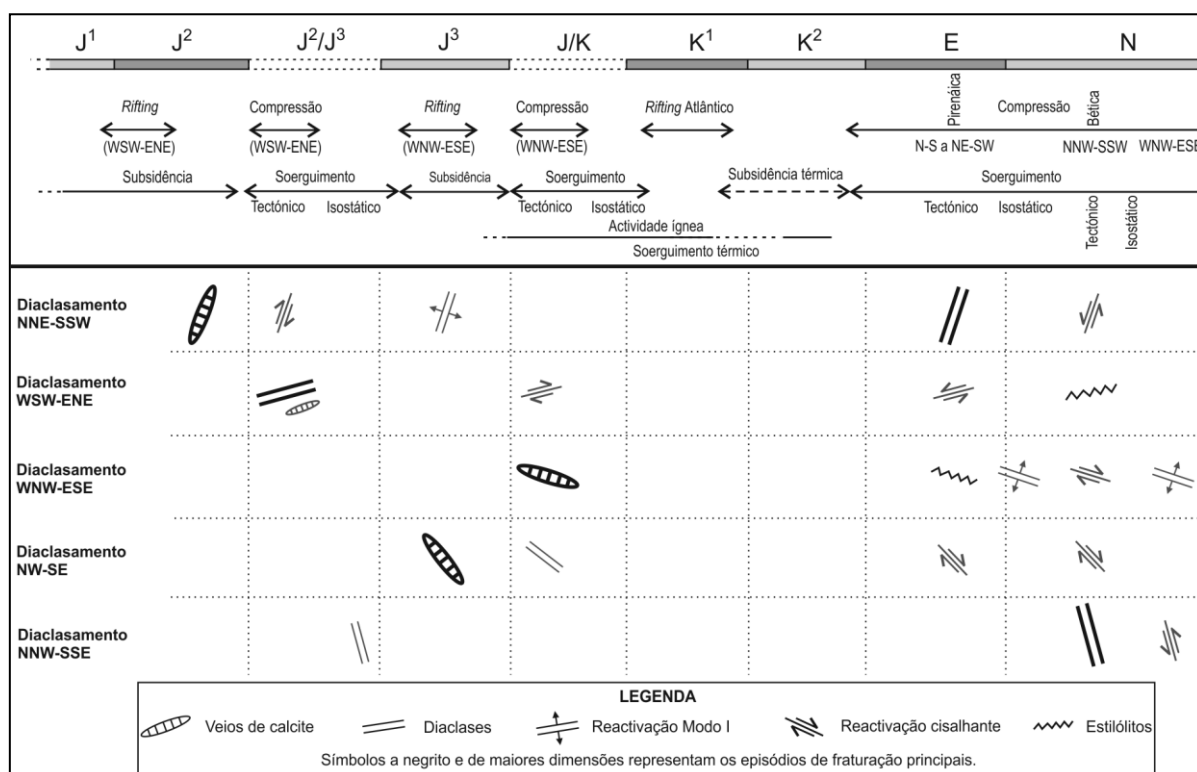 J¹ J² J²/J³ J³ J/K K¹ K² E N
Pirenáica
Bética
Rifting Compressão Rifting Compressão Rifting Atlântico Compressão
(WSW-ENE) (WSW-ENE) (WNW-ESE) (WNW-ESE) N-S a NE-SW NNW-SSW WNW-ESE
Subsidência Soerguimento Subsidência Soerguimento Subsidência térmica Soerguimento
Tectónico Isostático Tectónico Isostático Tectónico Isostático Tectónico Isostático
Actividade ígnea
Soerguimento térmico
Diaclasamento
NNE-SSW
Diaclasamento
WSW-ENE
Diaclasamento
WNW-ESE
Diaclasamento
NW-SE
Diaclasamento
NNW-SSE
LEGENDA
Veios de calcite Diaclases Reactivação Modo I Reactivação cisalhante Estilólitos
Símbolos a negrito e de maiores dimensões representam os episódios de fraturação principais.